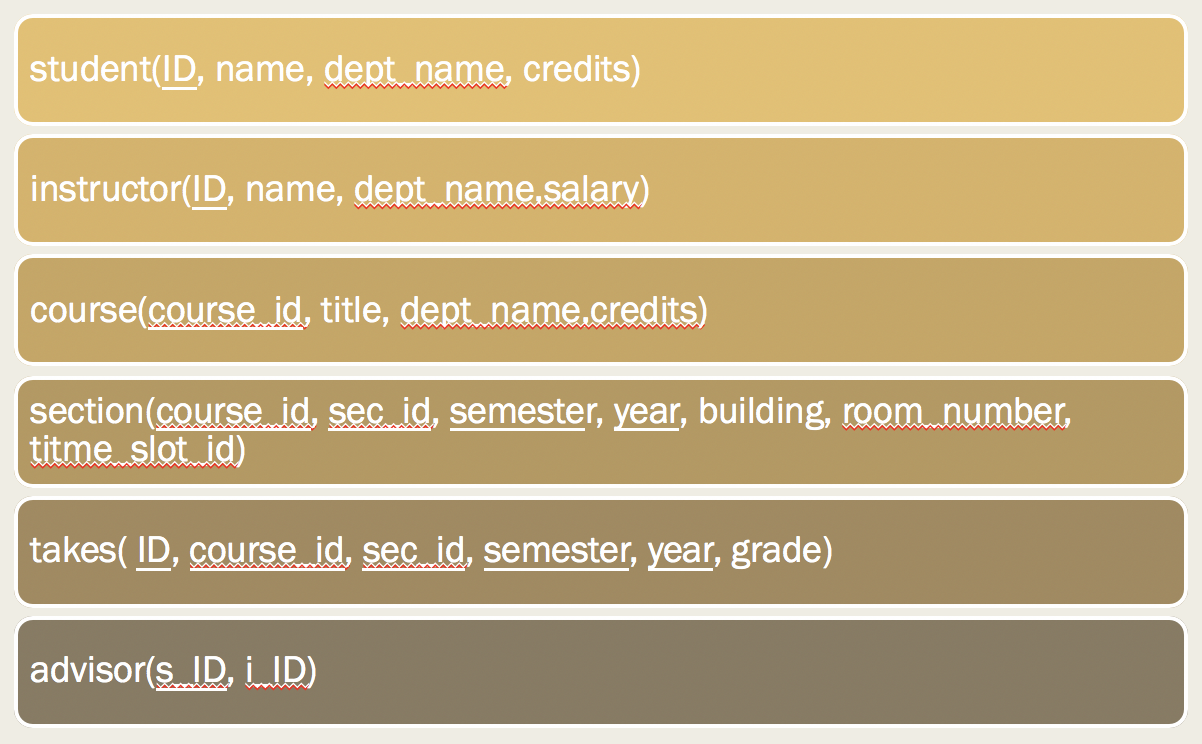 student(ID, name, dept_name, credits)
instructor(ID, name, dept_name,salary)
course(course_id, title, dept_name,credits)
section(course_id, sec_id, semester, year, building, room_number,
titme_slot_id)
takes( ID, course_id, sec_id, semester, year, grade)
advisor(s_ID, i_ID)